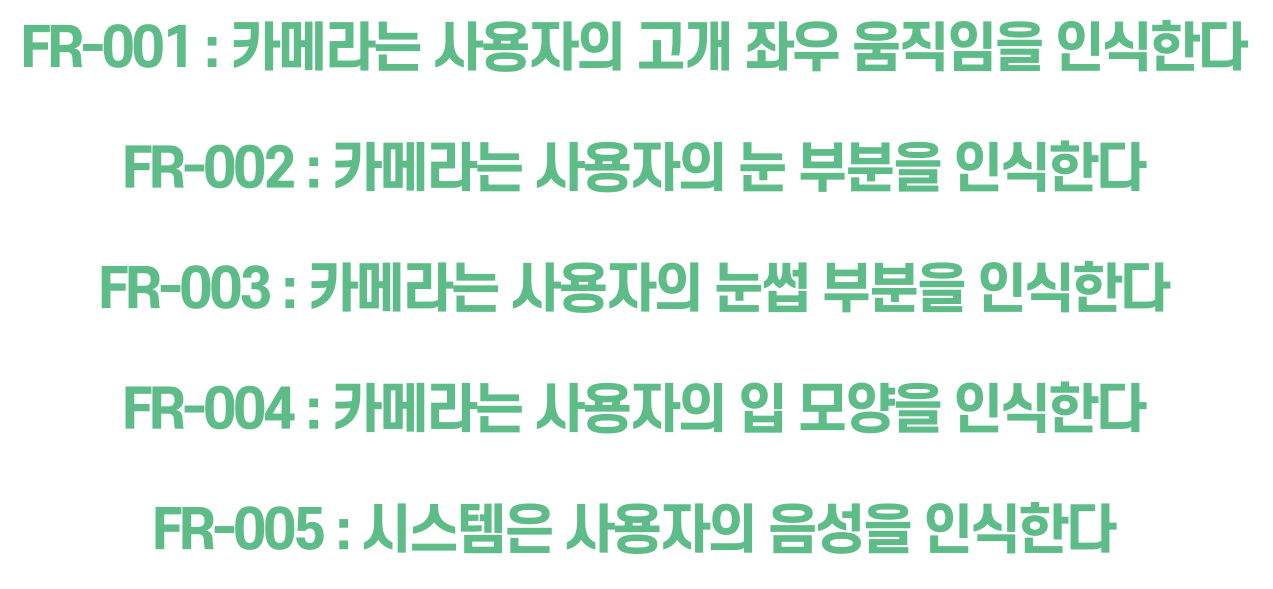 FR-001 : 카메라는 사용자의 고개 좌우 움직임을 인식한다
FR-002 : 카메라는 사용자의 눈 부분을 인식한다
FR-003 : 카메라는 사용자의 눈썹 부분을 인식한다
FR-004 : 카메라는 사용자의 입 모양을 인식한다
FR-005 : 시스템은 사용자의 음성을 인식한다